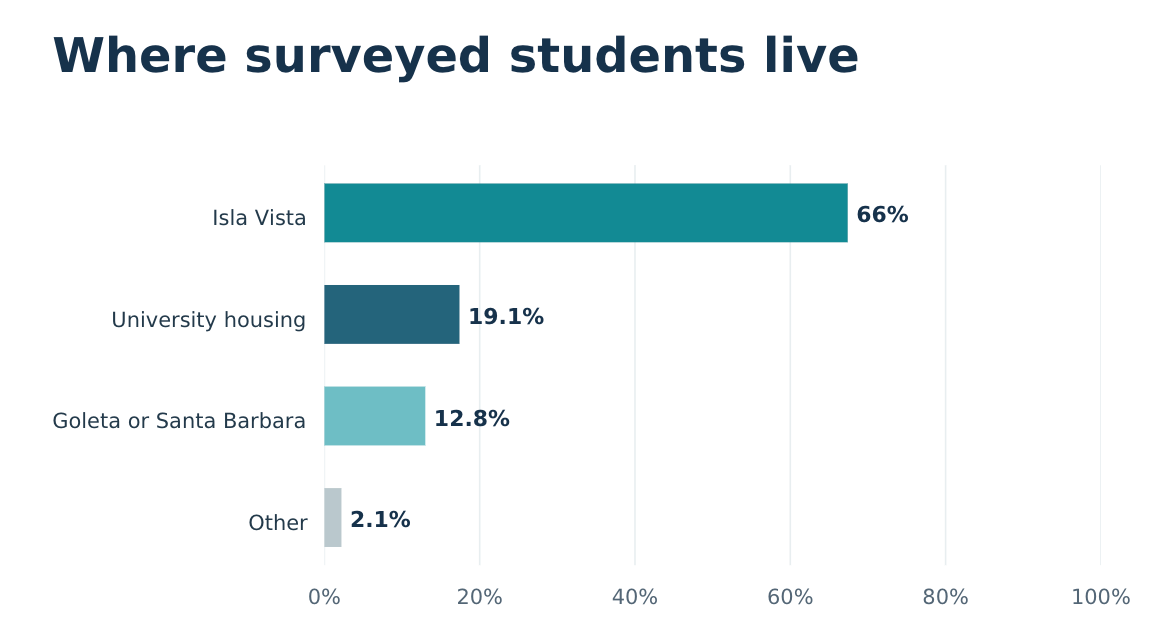 Where surveyed students live
Isla Vista 66%
University housing 19.1%
Goleta or Santa Barbara 12.8%
Other 2.1%
0% 20% 40% 60% 80% 100%